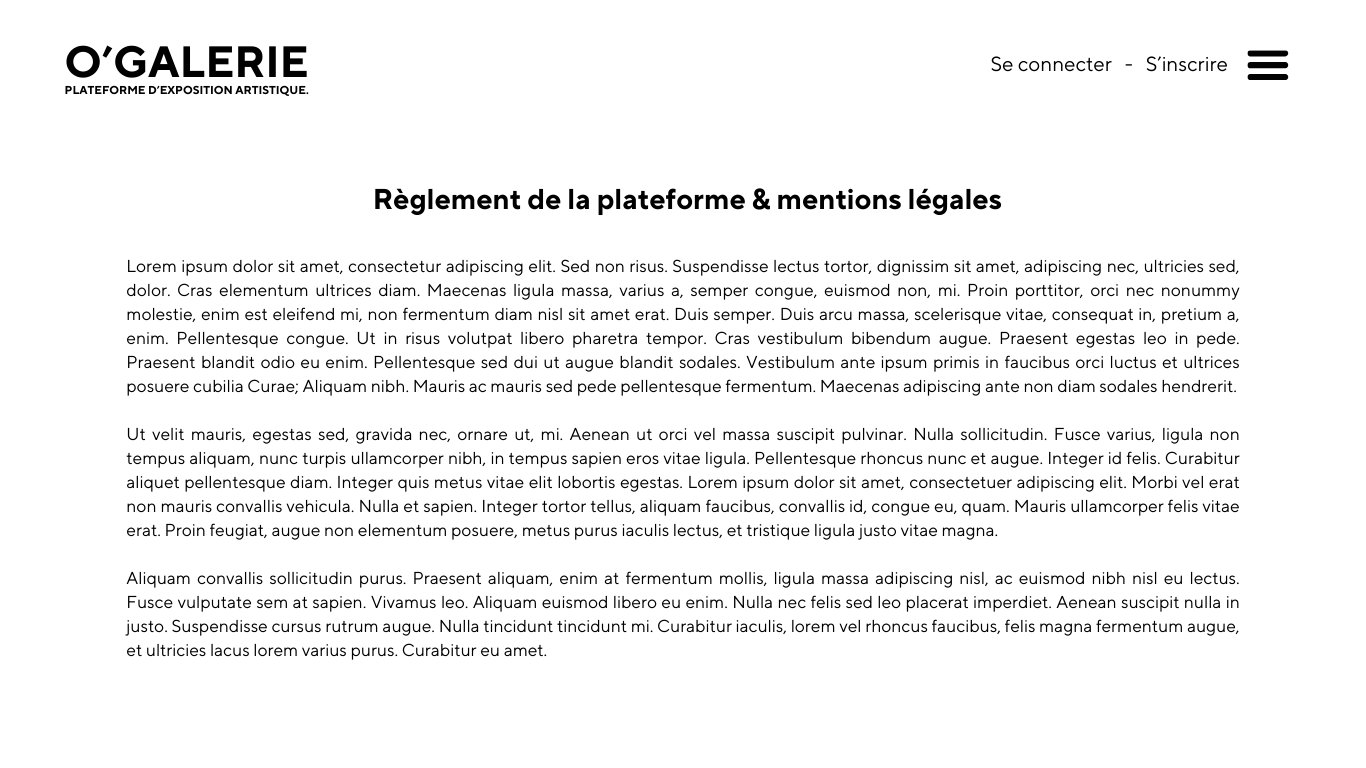 O’GALERIE
PLATEFORME D’EXPOSITION ARTISTIQUE.
Se connecter - S’inscrire
Règlement de la plateforme & mentions légales
Lorem ipsum dolor sit amet, consectetur adipiscing elit. Sed non risus. Suspendisse lectus tortor, dignissim sit amet, adipiscing nec, ultricies sed,
dolor. Cras elementum ultrices diam. Maecenas ligula massa, varius a, semper congue, euismod non, mi. Proin porttitor, orci nec nonummy
molestie, enim est eleifend mi, non fermentum diam nisl sit amet erat. Duis semper. Duis arcu massa, scelerisque vitae, consequat in, pretium a,
enim. Pellentesque congue. Ut in risus volutpat libero pharetra tempor. Cras vestibulum bibendum augue. Praesent egestas leo in pede.
Praesent blandit odio eu enim. Pellentesque sed dui ut augue blandit sodales. Vestibulum ante ipsum primis in faucibus orci luctus et ultrices
posuere cubilia Curae; Aliquam nibh. Mauris ac mauris sed pede pellentesque fermentum. Maecenas adipiscing ante non diam sodales hendrerit.
Ut velit mauris, egestas sed, gravida nec, ornare ut, mi. Aenean ut orci vel massa suscipit pulvinar. Nulla sollicitudin. Fusce varius, ligula non
tempus aliquam, nunc turpis ullamcorper nibh, in tempus sapien eros vitae ligula. Pellentesque rhoncus nunc et augue. Integer id felis. Curabitur
aliquet pellentesque diam. Integer quis metus vitae elit lobortis egestas. Lorem ipsum dolor sit amet, consectetuer adipiscing elit. Morbi vel erat
non mauris convallis vehicula. Nulla et sapien. Integer tortor tellus, aliquam faucibus, convallis id, congue eu, quam. Mauris ullamcorper felis vitae
erat. Proin feugiat, augue non elementum posuere, metus purus iaculis lectus, et tristique ligula justo vitae magna.
Aliquam convallis sollicitudin purus. Praesent aliquam, enim at fermentum mollis, ligula massa adipiscing nisl, ac euismod nibh nisl eu lectus.
Fusce vulputate sem at sapien. Vivamus leo. Aliquam euismod libero eu enim. Nulla nec felis sed leo placerat imperdiet. Aenean suscipit nulla in
justo. Suspendisse cursus rutrum augue. Nulla tincidunt tincidunt mi. Curabitur iaculis, lorem vel rhoncus faucibus, felis magna fermentum augue,
et ultricies lacus lorem varius purus. Curabitur eu amet.